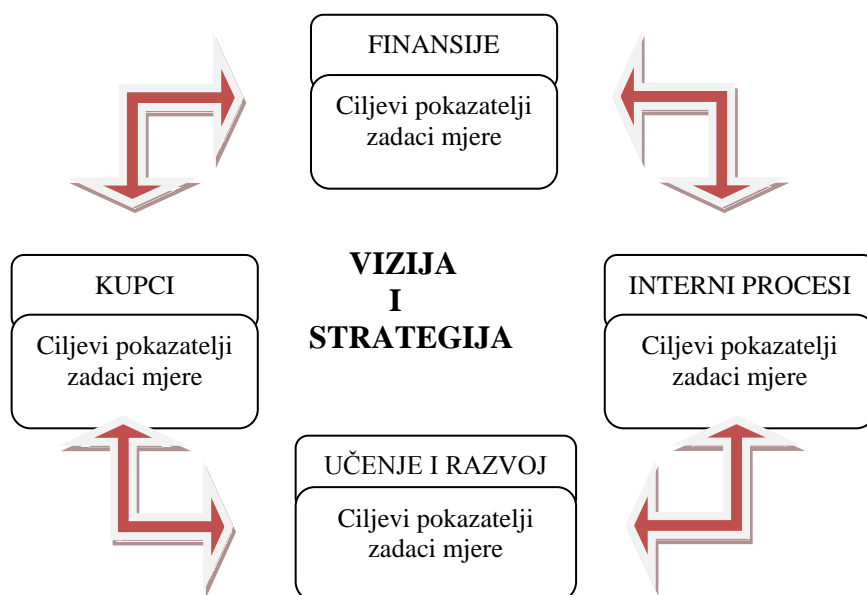 FINANSIJE
Ciljevi pokazatelji
zadaci mjere
KUPCI
Ciljevi pokazatelji
zadaci mjere
VIZIJA
I
STRATEGIJA
INTERNI PROCESI
Ciljevi pokazatelji
zadaci mjere
UČENJE I RAZVOJ
Ciljevi pokazatelji
zadaci mjere